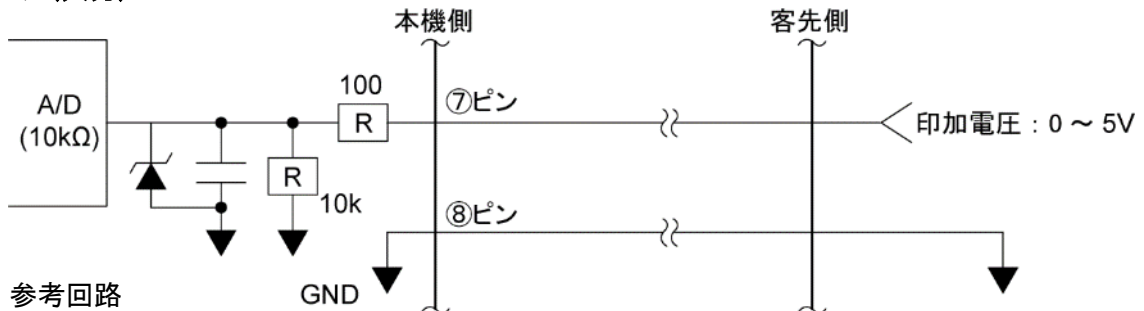 本機側
客先側
100
A/D
(10kΩ)
R
⑦ピン
印加電圧：0 ～ 5V
R
10k
⑧ピン
参考回路
GND